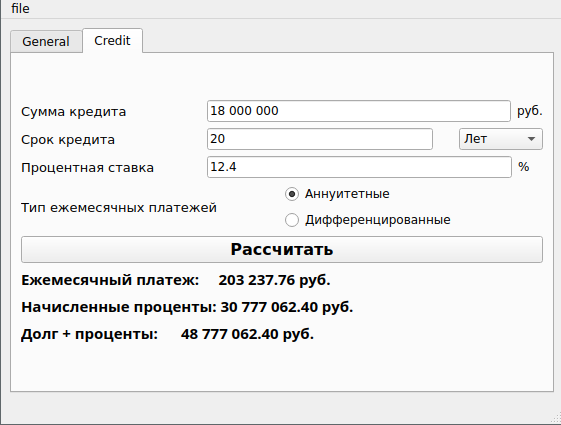 file
General Credit
Сумма кредита 18 000 000 руб.
Срок кредита 20 Лет
Процентная ставка 12.4 %
Тип ежемесячных платежей
Аннуитетные
Дифференцированные
Рассчитать
Ежемесячный платеж: 203 237.76 руб.
Начисленные проценты: 30 777 062.40 руб.
Долг + проценты: 48 777 062.40 руб.